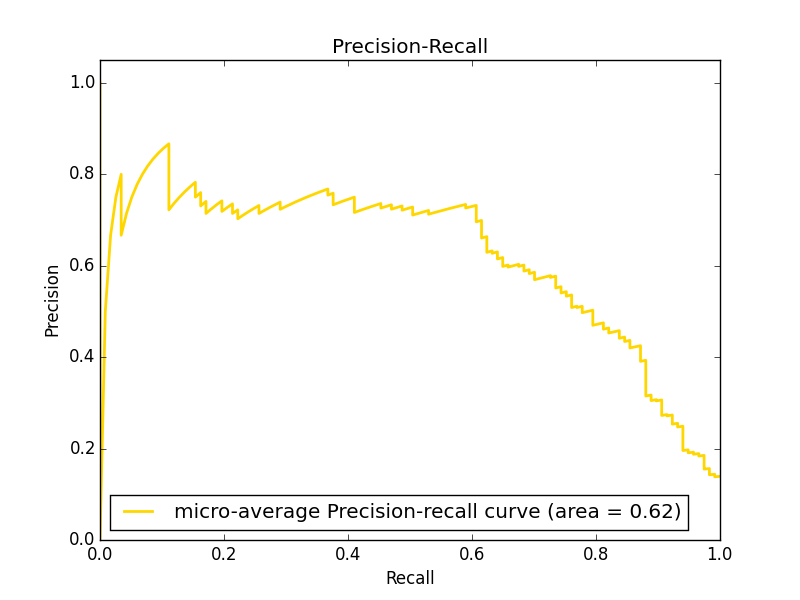 Precision-Recall
1.0
0.8
0.6
0.4
0.2
0.0
Precision
micro-average Precision-recall curve (area = 0.62)
0.0 0.2 0.4 0.6 0.8 1.0
Recall